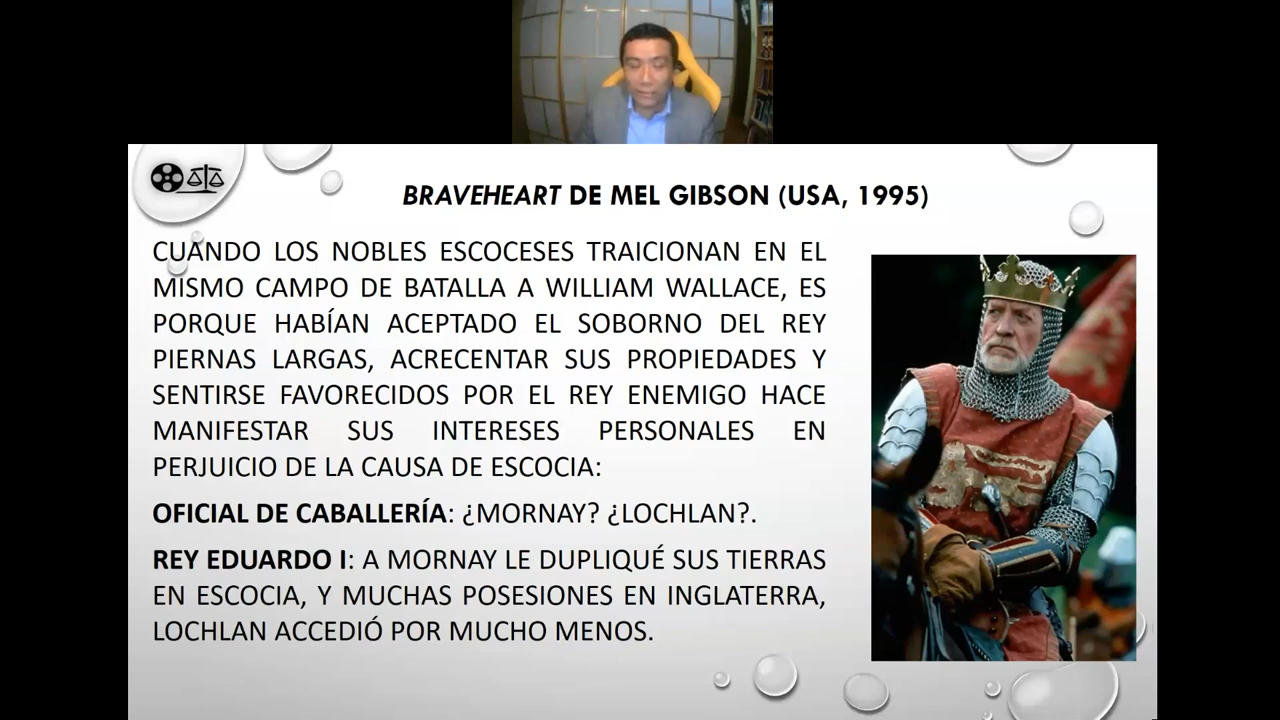 BRAVEHEART DE MEL GIBSON (USA, 1995)
CUANDO LOS NOBLES ESCOCESES TRAICIONAN EN EL
MISMO CAMPO DE BATALLA A WILLIAM WALLACE, ES
PORQUE HABÍAN ACEPTADO EL SOBORNO DEL REY
PIERNAS LARGAS, ACRECENTAR SUS PROPIEDADES Y
SENTIRSE FAVORECIDOS POR EL REY ENEMIGO HACE
MANIFESTAR SUS INTERESES PERSONALES EN
PERJUICIO DE LA CAUSA DE ESCOCIA:
OFICIAL DE CABALLERÍA: ¿MORNAY? ¿LOCHLAN?.
REY EDUARDO I: A MORNAY LE DUPLIQUÉ SUS TIERRAS
EN ESCOCIA, Y MUCHAS POSESIONES EN INGLATERRA,
LOCHLAN ACCEDIÓ POR MUCHO MENOS.